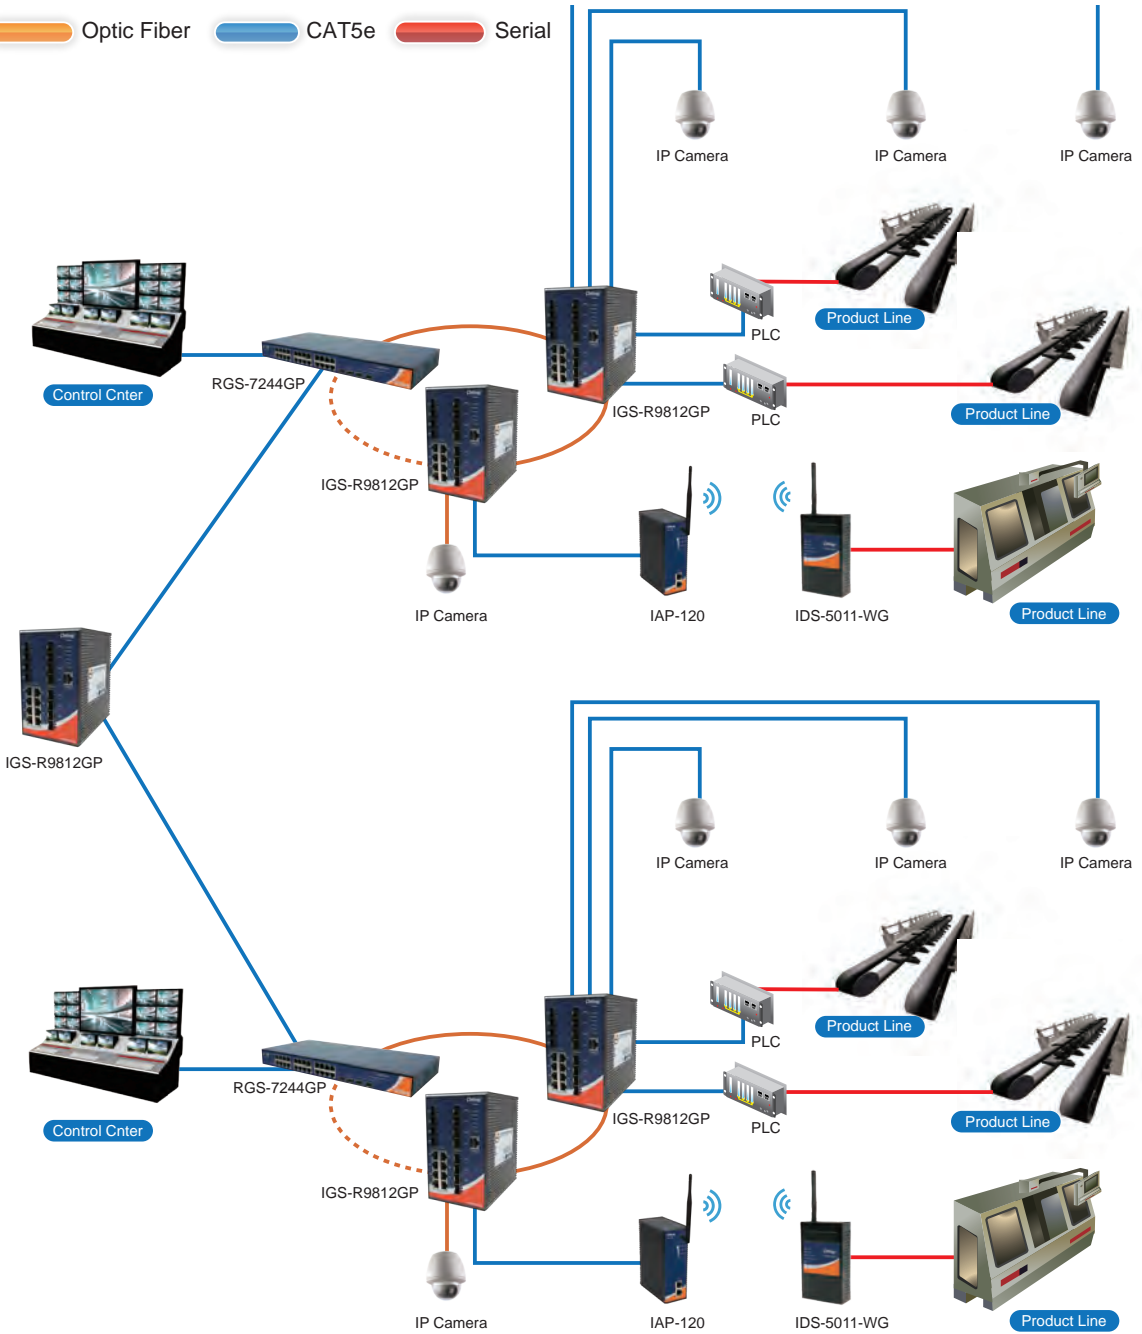 Optic Fiber
CAT5e
Serial
IP Camera
IP Camera
IP Camera
Product Line
PLC
RGS-7244GP
Control Cnter
IGS-R9812GP
PLC
Product Line
IGS-R9812GP
IP Camera
IAP-120
IDS-5011-WG
Product Line
IGS-R9812GP
IP Camera
IP Camera
IP Camera
Product Line
PLC
RGS-7244GP
Control Cnter
IGS-R9812GP
PLC
Product Line
IGS-R9812GP
IP Camera
IAP-120
IDS-5011-WG
Product Line